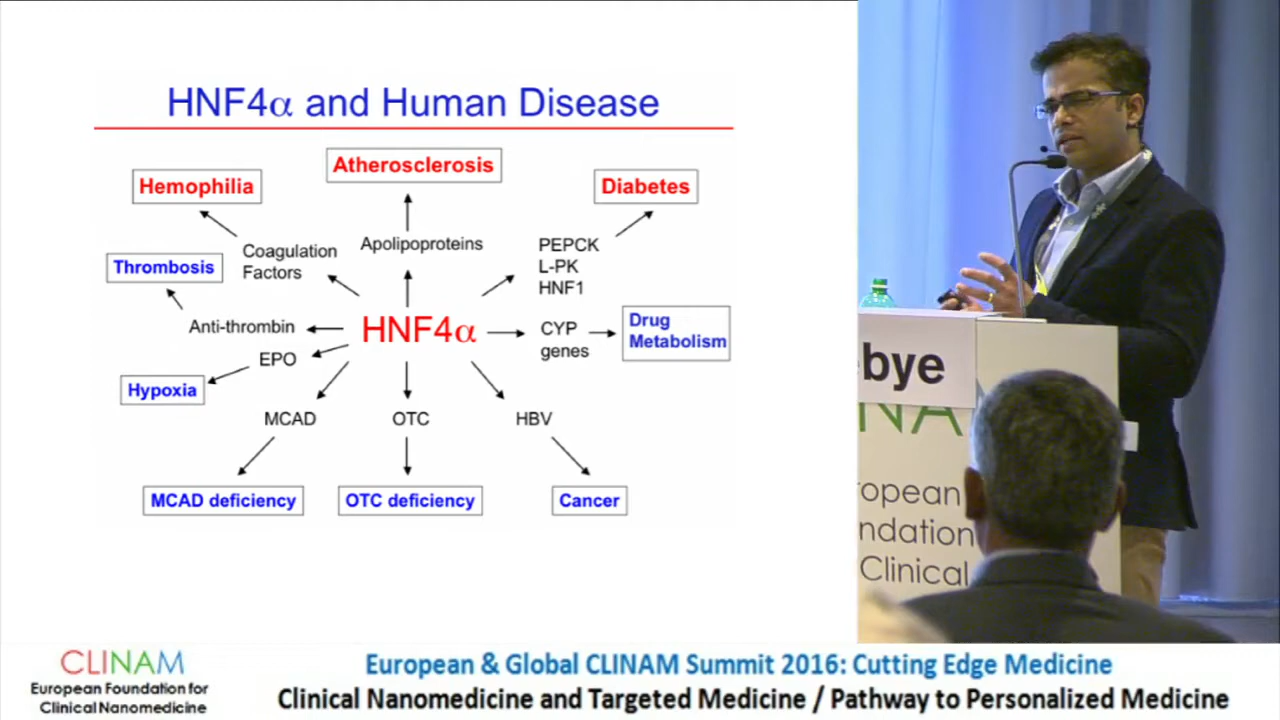 HNF4α and Human Disease
Hemophilia
Atherosclerosis
Diabetes
Coagulation
Factors
Apolipoproteins
PEPCK
L-PK
HNF1
Thrombosis
Anti-thrombin
HNF4α
CYP
genes
Drug
Metabolism
EPO
Hypoxia
MCAD
OTC
HBV
MCAD deficiency
OTC deficiency
Cancer
bye
NA
ropean
ndation
Clinical
CLINAM
European Foundation for
Clinical Nanomedicine
European & Global CLINAM Summit 2016: Cutting Edge Medicine
Clinical Nanomedicine and Targeted Medicine / Pathway to Personalized Medicine